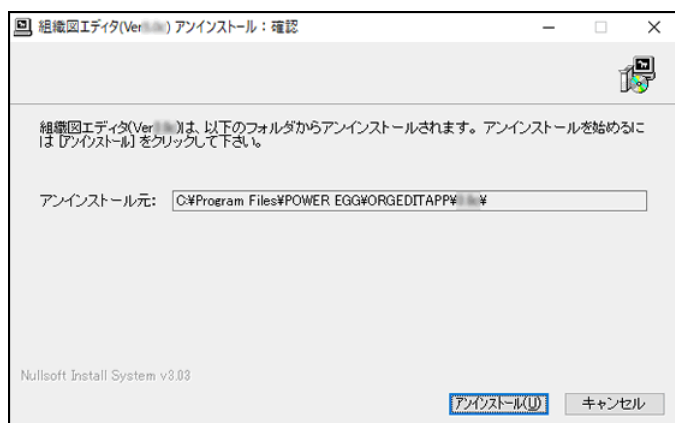 組織図エディタ(Ver ) アンインストール：確認
組織図エディタ(Ver )は、以下のフォルダからアンインストールされます。アンインストールを始めるに
は [アンインストール] をクリックして下さい。
アンインストール元: C:¥Program Files¥POWER EGG¥ORGEDITAPP¥ ¥
Nullsoft Install System v3.03
アンインストール(U) キャンセル